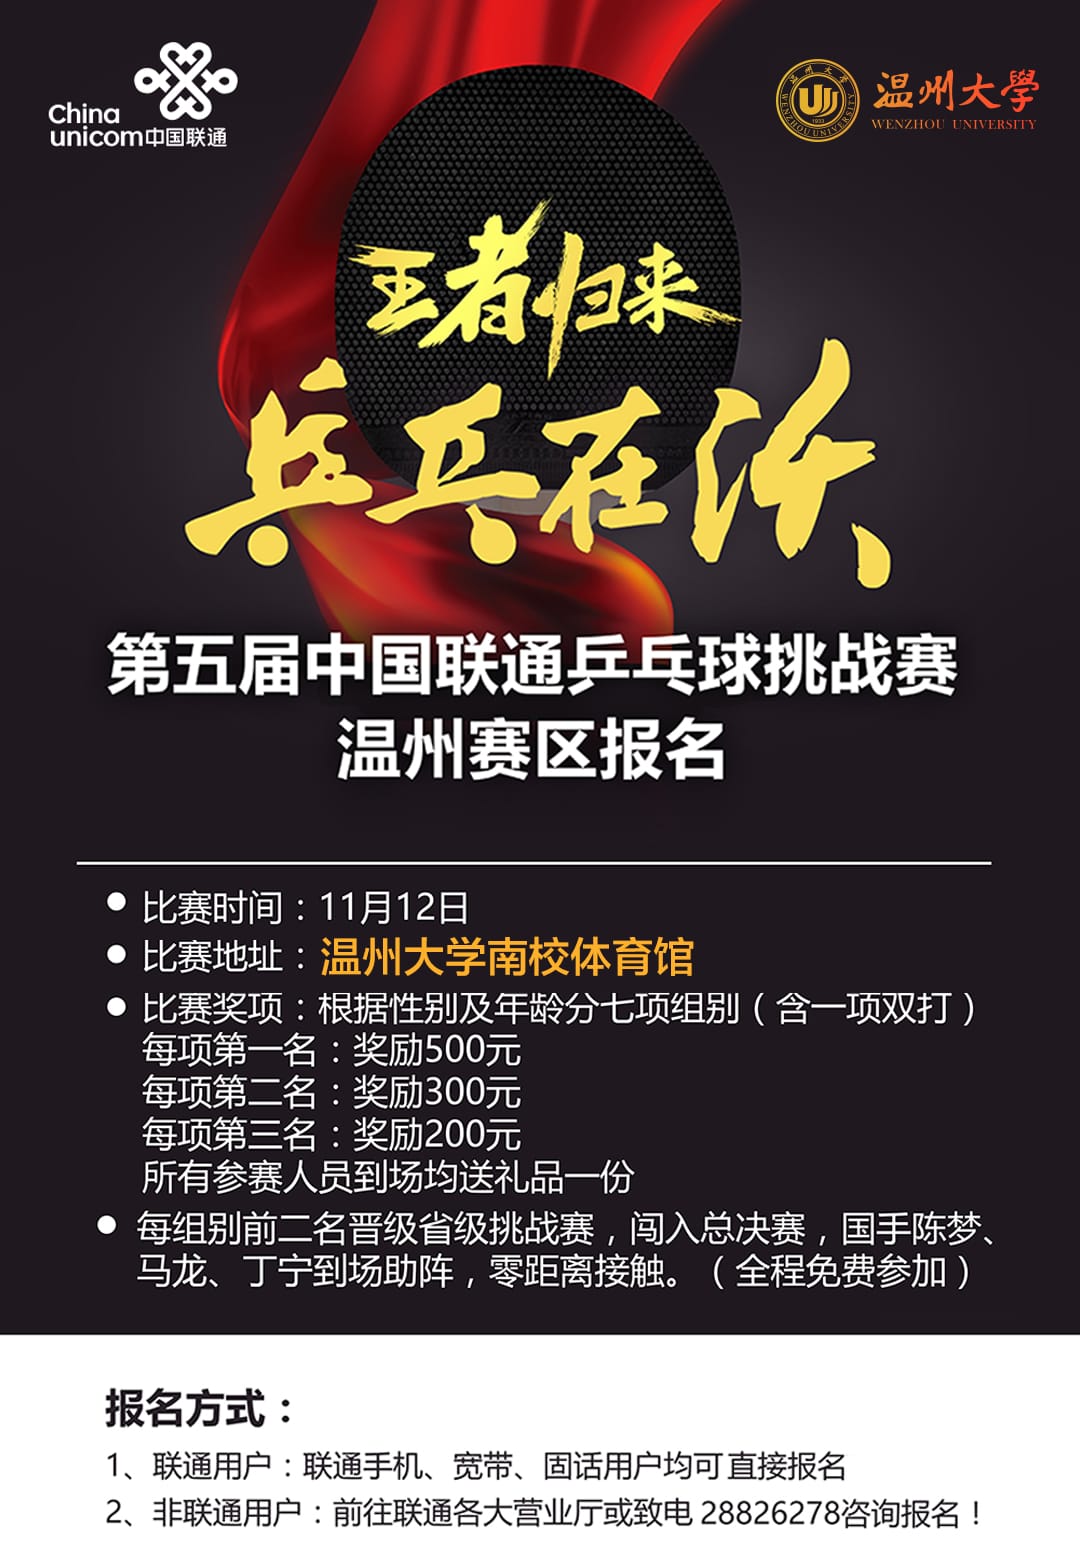 China
unicom中国联通
温州大学
WENZHOU UNIVERSITY
1933
温州大學
WENZHOU UNIVERSITY
王者归来
乒乓在沃
第五届中国联通乒乓球挑战赛
温州赛区报名
● 比赛时间：11月12日
● 比赛地址：温州大学南校体育馆
● 比赛奖项：根据性别及年龄分七项组别（含一项双打）
每项第一名：奖励500元
每项第二名：奖励300元
每项第三名：奖励200元
所有参赛人员到场均送礼品一份
● 每组别前二名晋级省级挑战赛，闯入总决赛，国手陈梦、
马龙、丁宁到场助阵，零距离接触。（全程免费参加）
报名方式：
1、联通用户：联通手机、宽带、固话用户均可直接报名
2、非联通用户：前往联通各大营业厅或致电 28826278咨询报名！